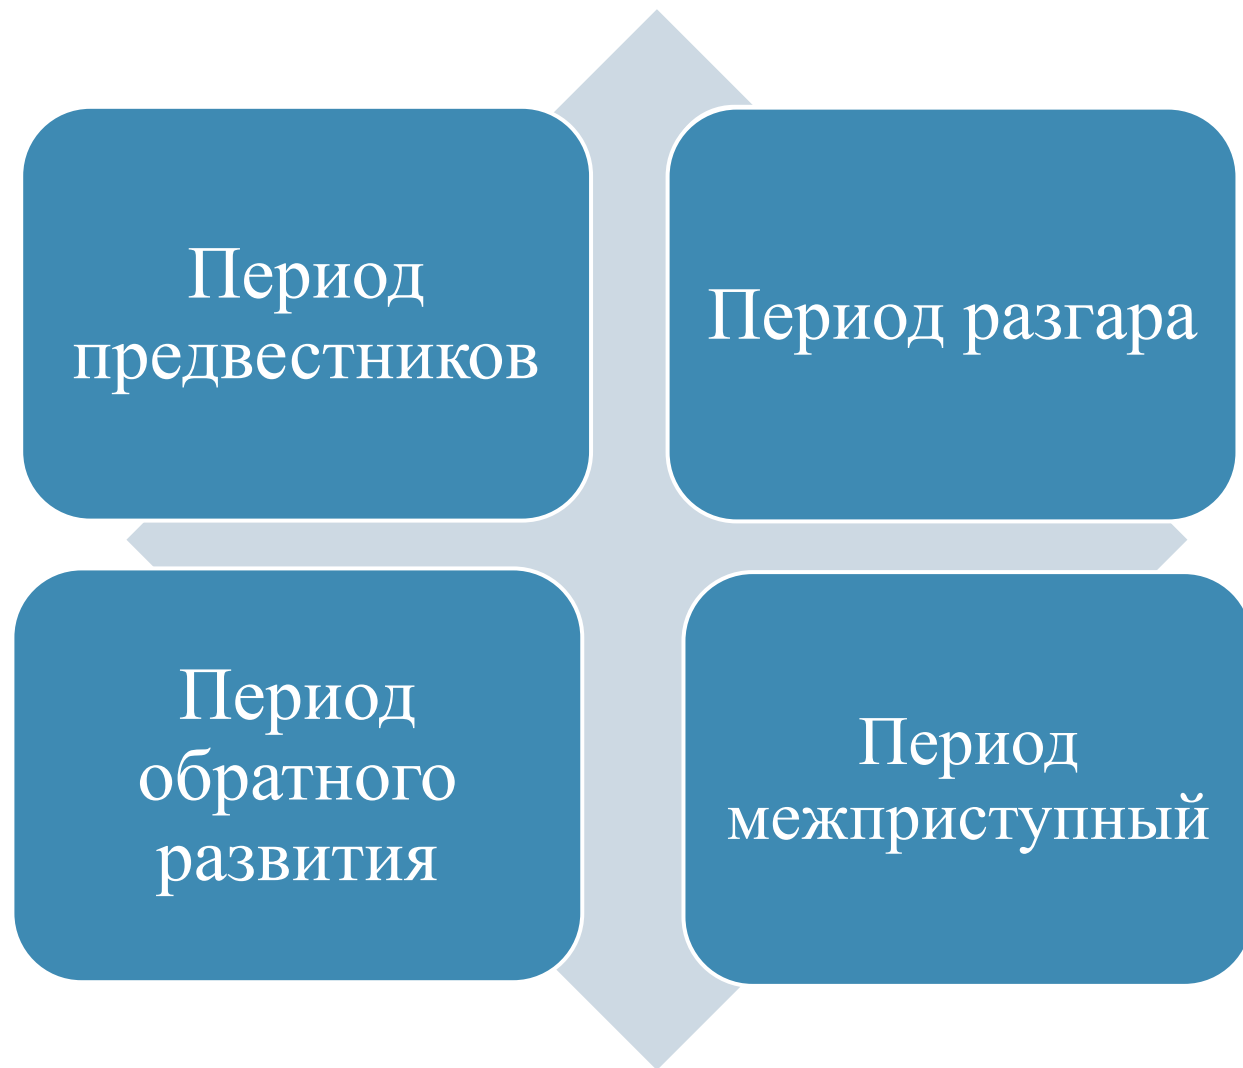 Период
предвестников
Период разгара
Период
обратного
развития
Период
межприступный